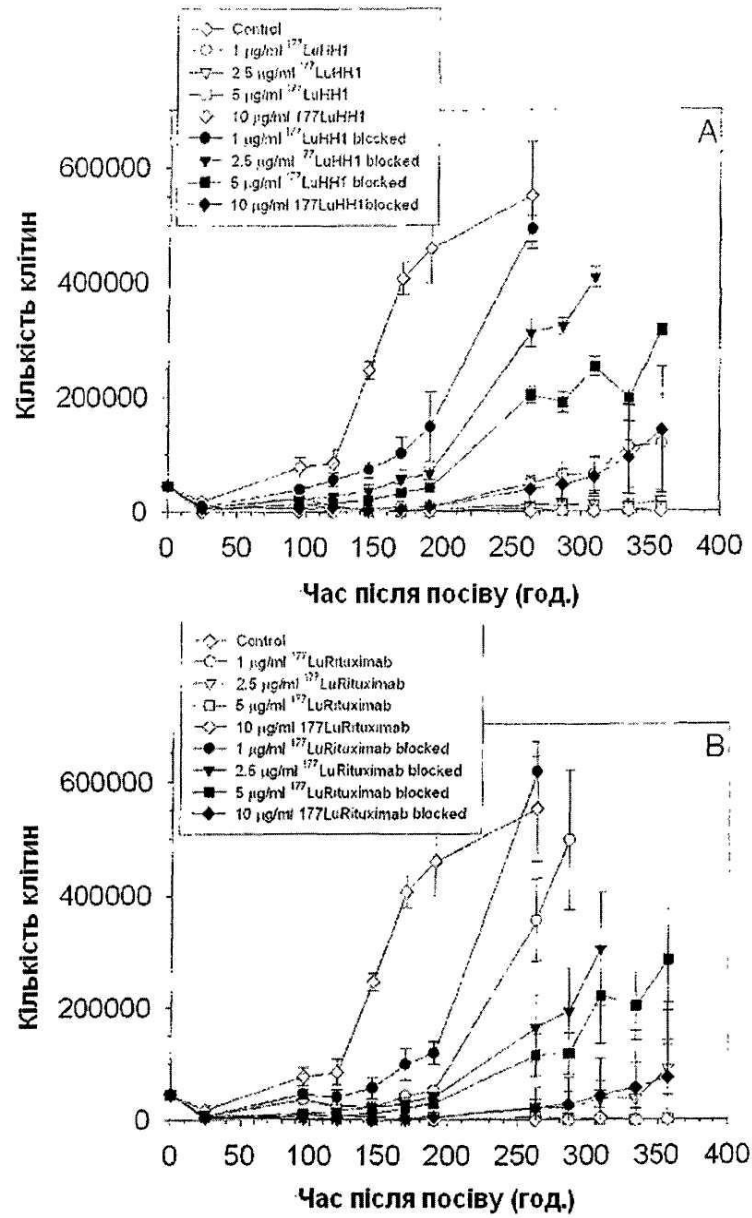 Control
1 µg/ml ¹⁷⁷LuHH1
2.5 µg/ml ¹⁷⁷LuHH1
5 µg/ml ¹⁷⁷LuHH1
10 µg/ml 177LuHH1
1 µg/ml ¹⁷⁷LuHH1 blocked
2.5 µg/ml ¹⁷⁷LuHH1 blocked
5 µg/ml ¹⁷⁷LuHH1 blocked
10 µg/ml 177LuHH1blocked
A
Кількість клітин
600000
400000
200000
0
0 50 100 150 200 250 300 350 400
Час після посіву (год.)
Control
1 µg/ml ¹⁷⁷LuRituximab
2.5 µg/ml ¹⁷⁷LuRituximab
5 µg/ml ¹⁷⁷LuRituximab
10 µg/ml 177LuRituximab
1 µg/ml ¹⁷⁷LuRituximab blocked
2.5 µg/ml ¹⁷⁷LuRituximab blocked
5 µg/ml ¹⁷⁷LuRituximab blocked
10 µg/ml 177LuRituximab blocked
B
Кількість клітин
600000
400000
200000
0
0 50 100 150 200 250 300 350 400
Час після посіву (год.)